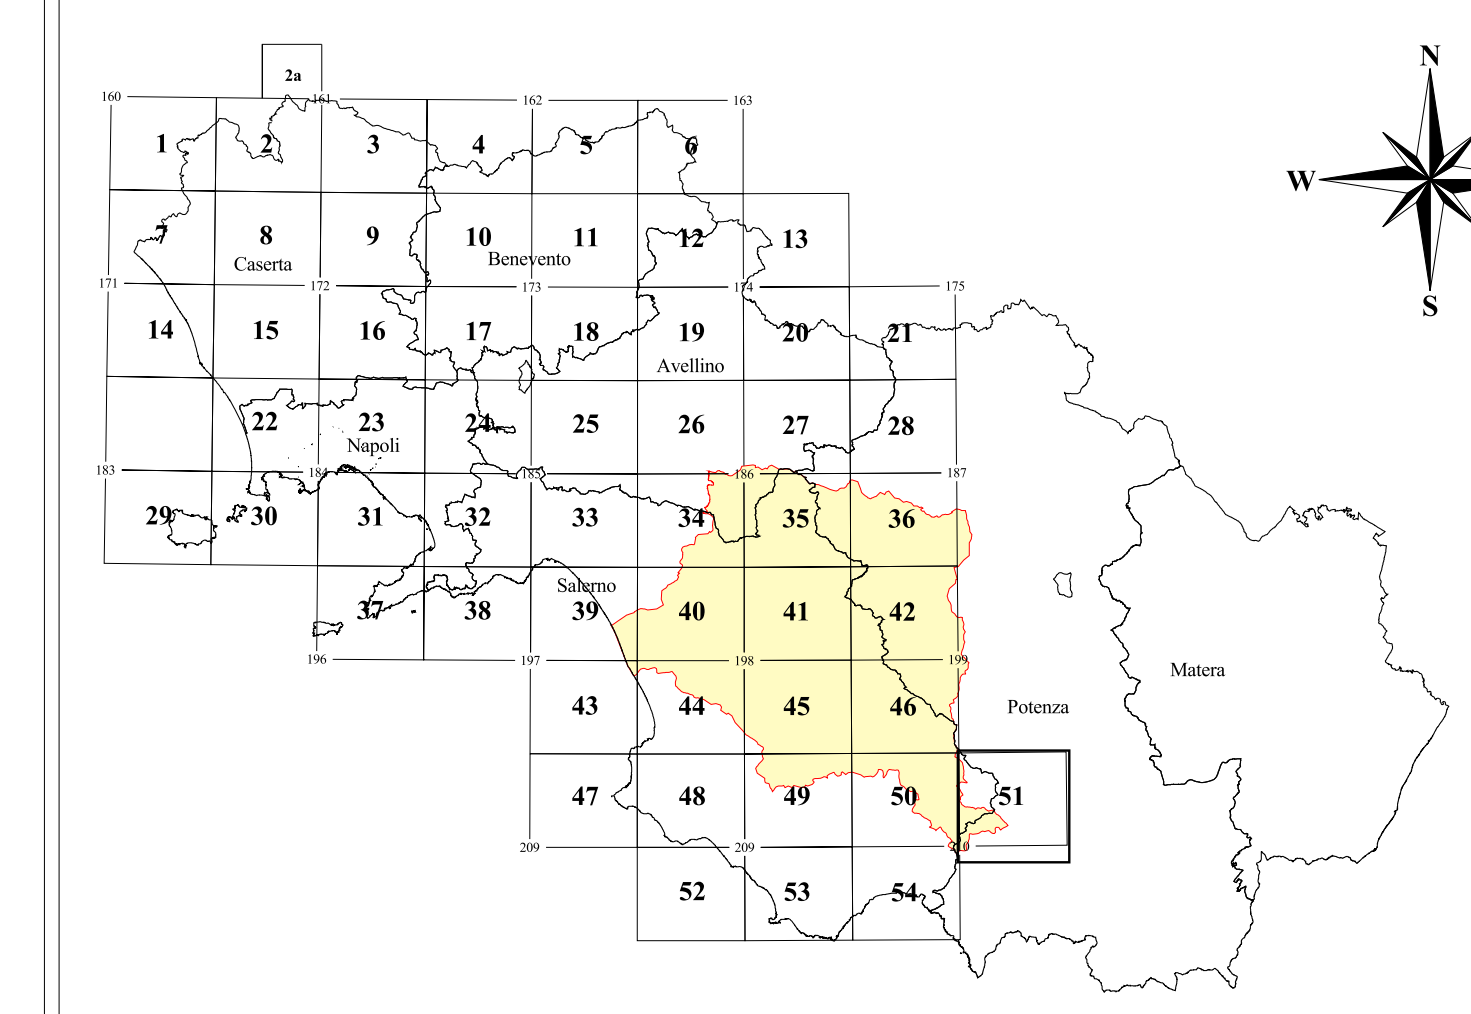 N
2a
160 161 162 163
1 2 3 4 5 6
W
7 8 9 10 11 12 13
Caserta Benevento
171 172 173 174 175
S
14 15 16 17 18 19 20 21
Avellino
22 23 24 25 26 27 28
Napoli
183 184 185 186 187
29 30 31 32 33 34 35 36
Salerno
37 38 39 40 41 42
196 197 198 199
Matera
43 44 45 46 Potenza
47 48 49 50 51
209 209 210
52 53 54